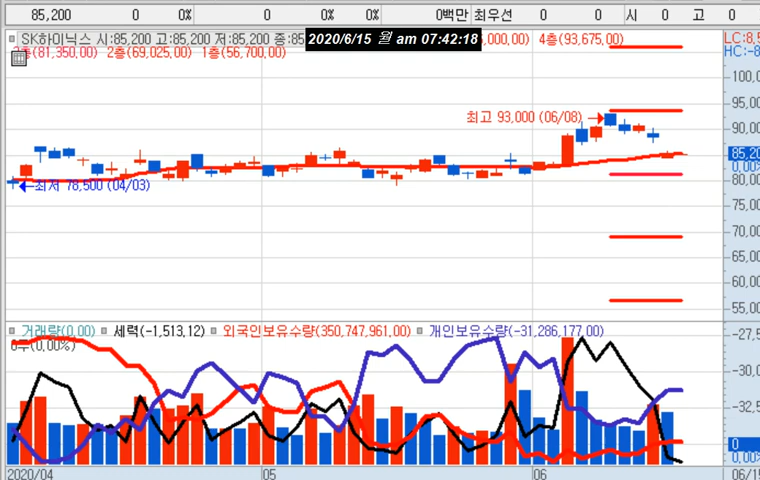 85,200 0 0% 0 0 0% 0% 0백만 최우선 0 0 시 고 0
SK하이닉스 시:85,200 고:85,200 저:85,200 종:85 2020/6/15 월 am 07:42:18 ,000,00) 4층(93,675,00) LC:8,5
층(81,350,00) 2층(69,025,00) 1층(56,700,00) HC:-8
100,0
95,00
최고 93,000 (06/08)
90,00
85,20
0,00%
80,00
최저 78,500 (04/03)
75,00
70,00
65,00
60,00
55,00
거래량(0,00) 세력(-1,513,12) 외국인보유수량(350,747,961,00) 개인보유수량(-31,286,177,00) -27,5
(0,00%)
-30,0
-32,5
0
0,00%
2020/04 05 06 06/15